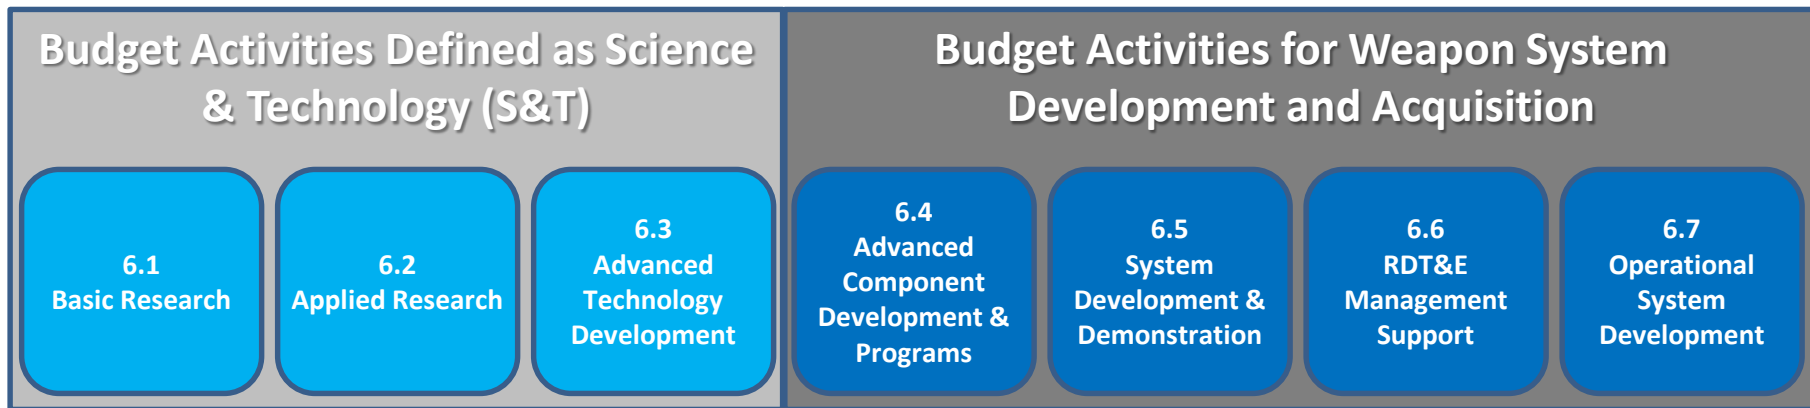 Budget Activities Defined as Science
& Technology (S&T)
Budget Activities for Weapon System
Development and Acquisition
6.1
Basic Research
6.2
Applied Research
6.3
Advanced
Technology
Development
6.4
Advanced
Component
Development &
Programs
6.5
System
Development &
Demonstration
6.6
RDT&E
Management
Support
6.7
Operational
System
Development